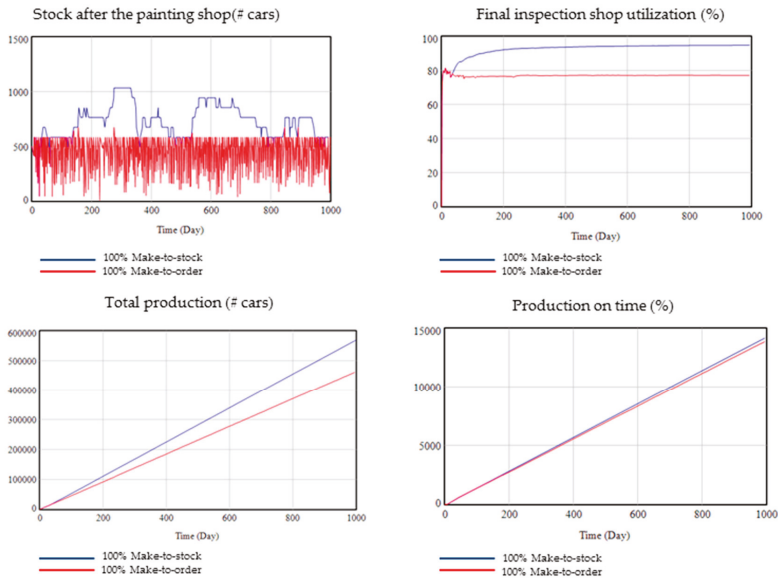 Stock after the painting shop(# cars)
1500
1000
500
0
0 200 400 600 800 1000
Time (Day)
100% Make-to-stock
100% Make-to-order
Final inspection shop utilization (%)
100
80
60
40
20
0
0 200 400 600 800 1000
Time (Day)
100% Make-to-stock
100% Make-to-order
Total production (# cars)
600000
500000
400000
300000
200000
100000
0
0 200 400 600 800 1000
Time (Day)
100% Make-to-stock
100% Make-to-order
Production on time (%)
15000
10000
5000
0
0 200 400 600 800 1000
Time (Day)
100% Make-to-stock
100% Make-to-order